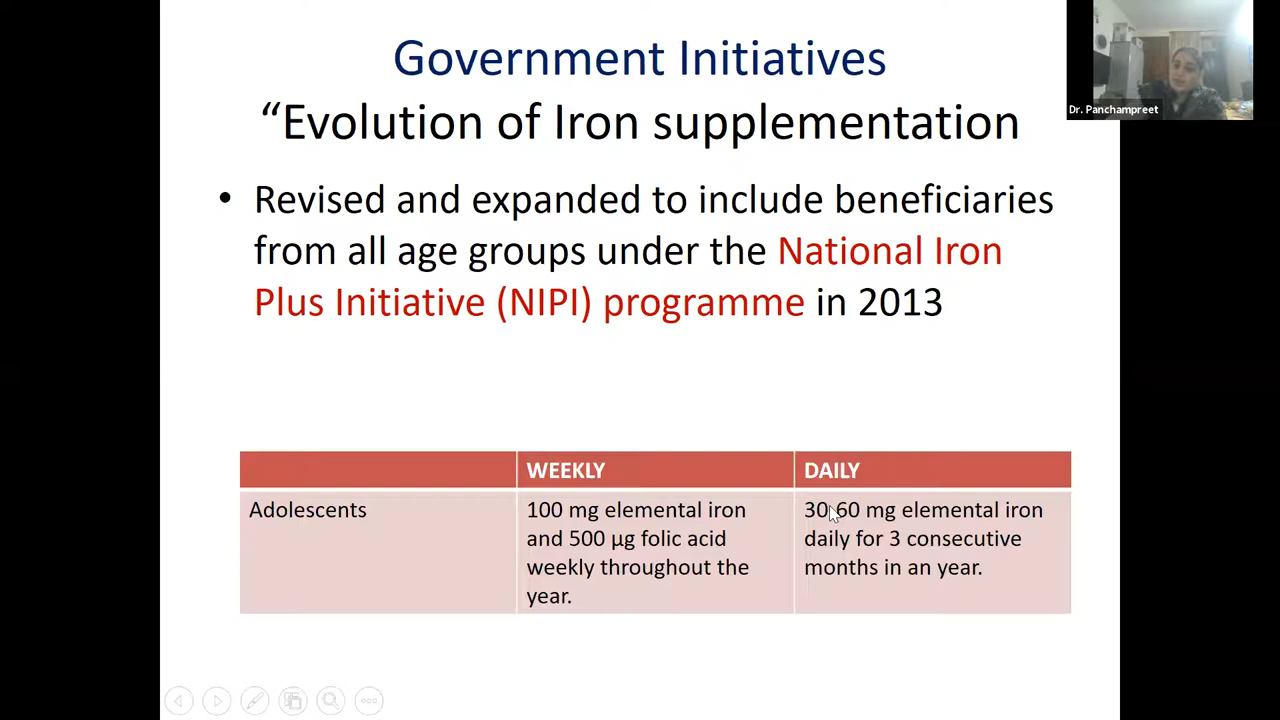 Government Initiatives
“Evolution of Iron supplementation
Dr. Panchampreet
• Revised and expanded to include beneficiaries
from all age groups under the National Iron
Plus Initiative (NIPI) programme in 2013
WEEKLY
DAILY
Adolescents
100 mg elemental iron
and 500 µg folic acid
weekly throughout the
year.
30-60 mg elemental iron
daily for 3 consecutive
months in an year.